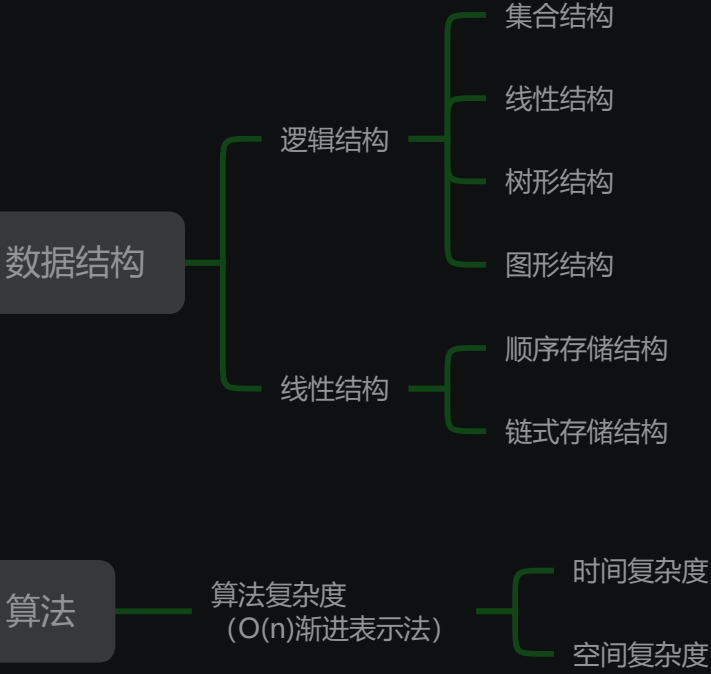 数据结构
逻辑结构
集合结构
线性结构
树形结构
图形结构
线性结构
顺序存储结构
链式存储结构
算法
算法复杂度
（O(n)渐进表示法）
时间复杂度
空间复杂度